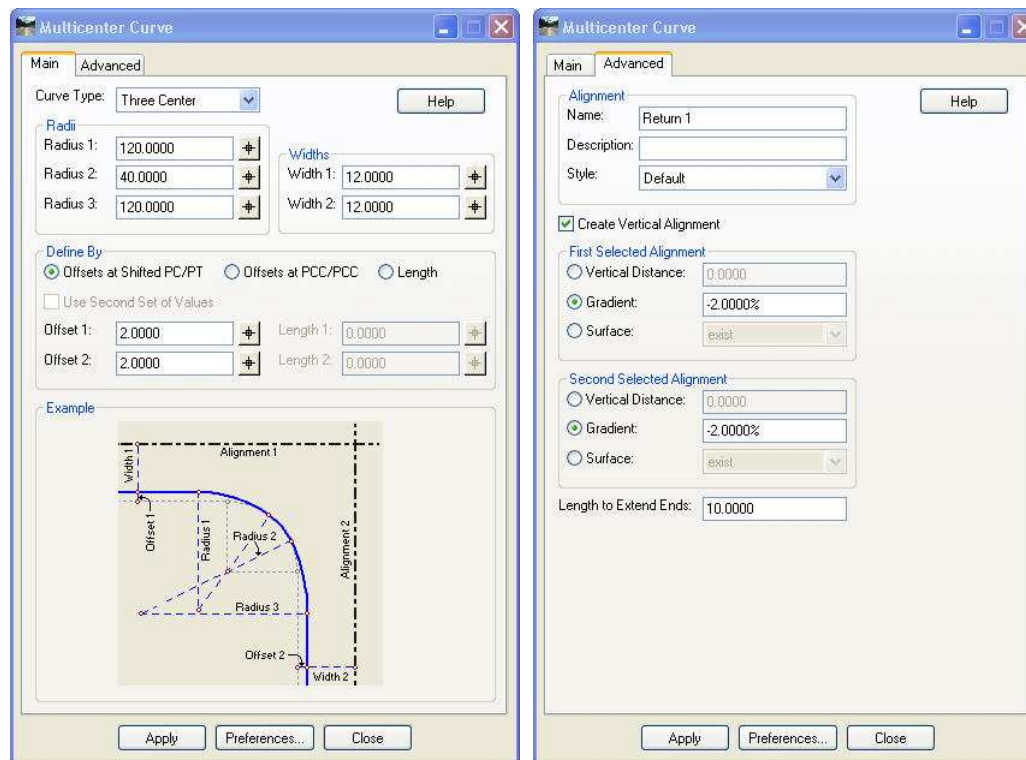 Multicenter Curve
Main Advanced
Curve Type: Three Center Help
Radii
Radius 1: 120.0000
Radius 2: 40.0000
Radius 3: 120.0000
Widths
Width 1: 12.0000
Width 2: 12.0000
Define By
Offsets at Shifted PC/PT Offsets at PCC/PCC Length
Use Second Set of Values
Offset 1: 2.0000 Length 1: 0.0000
Offset 2: 2.0000 Length 2: 0.0000
Example
Width 1
Alignment 1
Offset 1
Radius 1
Radius 2
Alignment 2
Radius 3
Offset 2
Width 2
Apply Preferences... Close
Multicenter Curve
Main Advanced
Alignment Help
Name: Return 1
Description:
Style: Default
Create Vertical Alignment
First Selected Alignment
Vertical Distance: 0.0000
Gradient: -2.0000%
Surface: exist
Second Selected Alignment
Vertical Distance: 0.0000
Gradient: -2.0000%
Surface: exist
Length to Extend Ends: 10.0000
Apply Preferences... Close